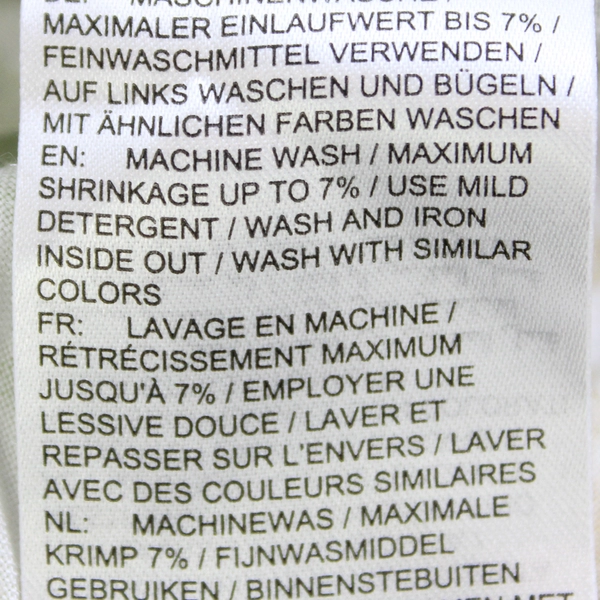 MAXIMALER EINLAUFWERT BIS 7% /
FEINWASCHMITTEL VERWENDEN /
AUF LINKS WASCHEN UND BÜGELN /
MIT ÄHNLICHEN FARBEN WASCHEN
EN: MACHINE WASH / MAXIMUM
SHRINKAGE UP TO 7% / USE MILD
DETERGENT / WASH AND IRON
INSIDE OUT / WASH WITH SIMILAR
COLORS
FR: LAVAGE EN MACHINE /
RÉTRÉCISSEMENT MAXIMUM
JUSQU'À 7% / EMPLOYER UNE
LESSIVE DOUCE / LAVER ET
REPASSER SUR L'ENVERS / LAVER
AVEC DES COULEURS SIMILAIRES
NL: MACHINEWAS / MAXIMALE
KRIMP 7% / FIJNWASMIDDEL
GEBRUIKEN / BINNENSTEBUITEN